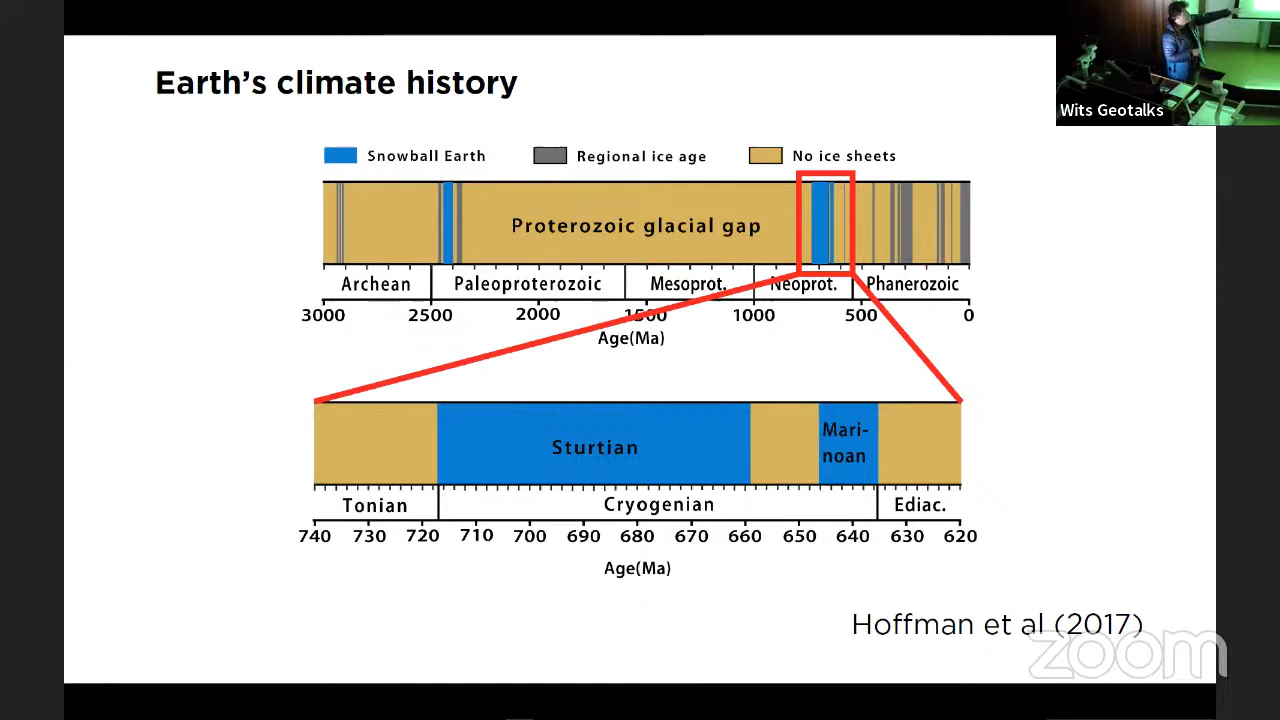 Earth's climate history
Wits Geotalks
Snowball Earth
Regional ice age
No ice sheets
Proterozoic glacial gap
Archean
Paleoproterozoic
Mesoprot.
Neoprot.
Phanerozoic
3000 2500 2000 1500 1000 500 0
Age(Ma)
Sturtian
Mari-
noan
Tonian
Cryogenian
Ediac.
740 730 720 710 700 690 680 670 660 650 640 630 620
Age(Ma)
Hoffman et al (2017)
zoom